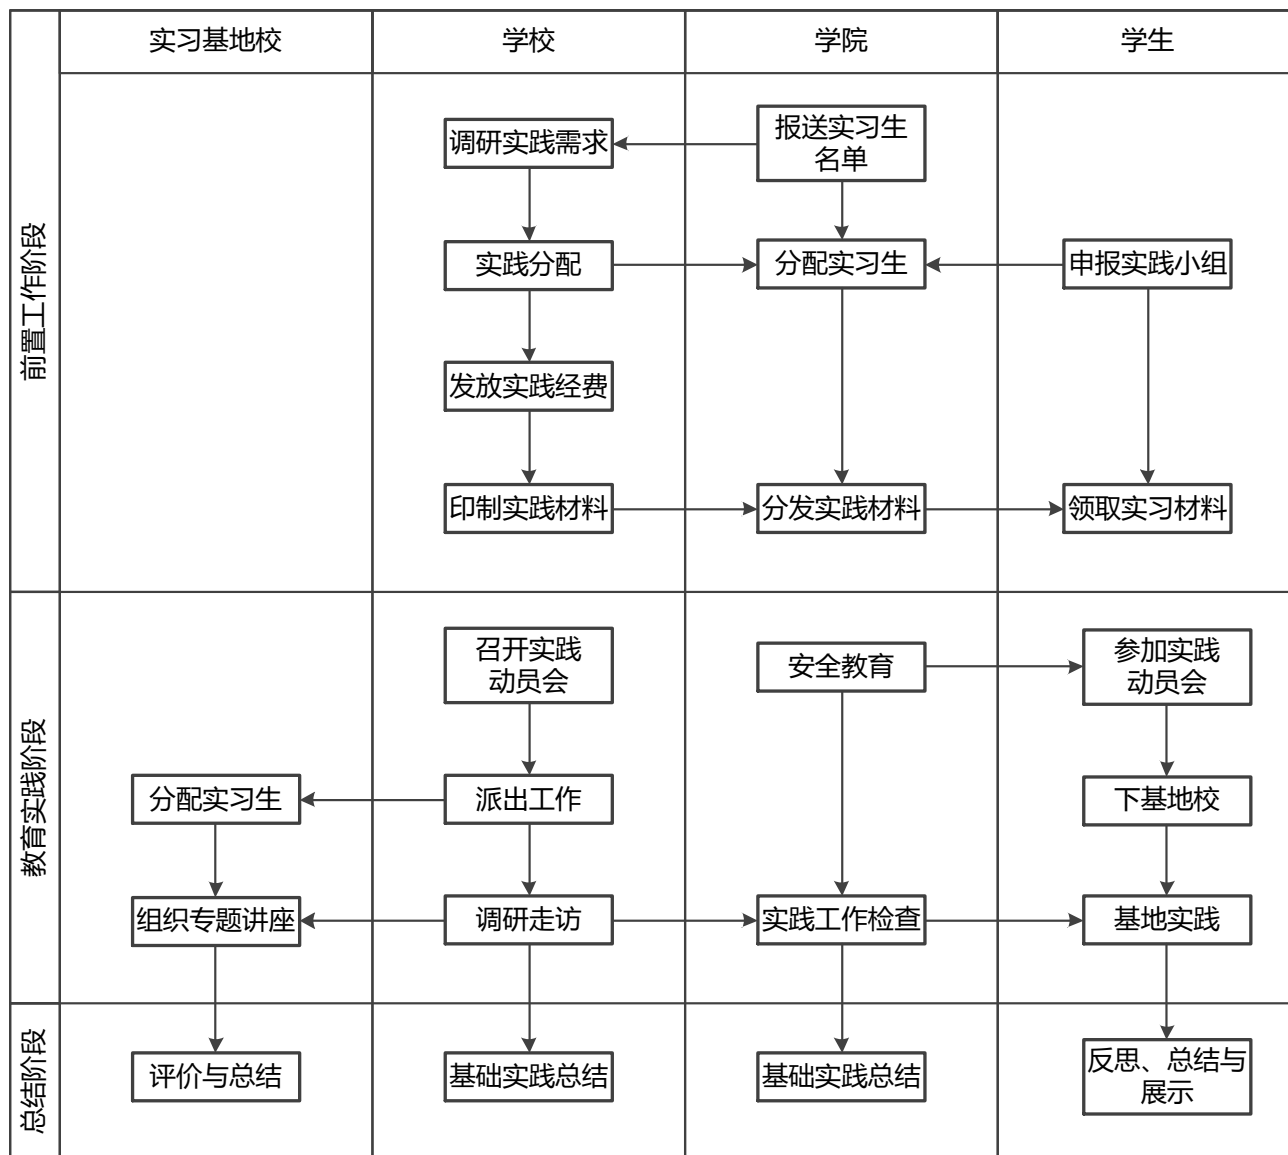 实习基地校
学校
学院
学生
前置工作阶段
调研实践需求
报送实习生
名单
实践分配
分配实习生
申报实践小组
发放实践经费
印制实践材料
分发实践材料
领取实习材料
教育实践阶段
召开实践
动员会
安全教育
参加实践
动员会
分配实习生
派出工作
下基地校
组织专题讲座
调研走访
实践工作检查
基地实践
总结阶段
评价与总结
基础实践总结
基础实践总结
反思、总结与
展示